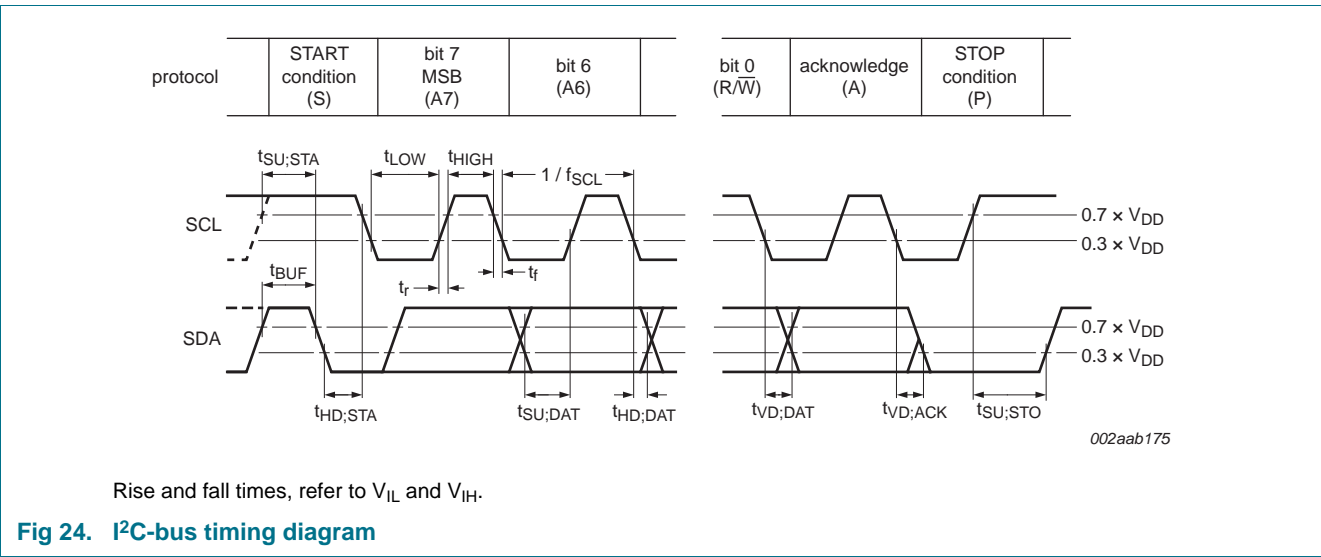 protocol
START
condition
(S)
bit 7
MSB
(A7)
bit 6
(A6)
bit 0
(R/W̅)
acknowledge
(A)
STOP
condition
(P)
tSU;STA
tLOW
tHIGH
1 / fSCL
SCL
0.7 × VDD
0.3 × VDD
tBUF
tr
tf
SDA
0.7 × VDD
0.3 × VDD
tHD;STA
tSU;DAT
tHD;DAT
tVD;DAT
tVD;ACK
tSU;STO
002aab175
Rise and fall times, refer to VIL and VIH.
Fig 24. I²C-bus timing diagram